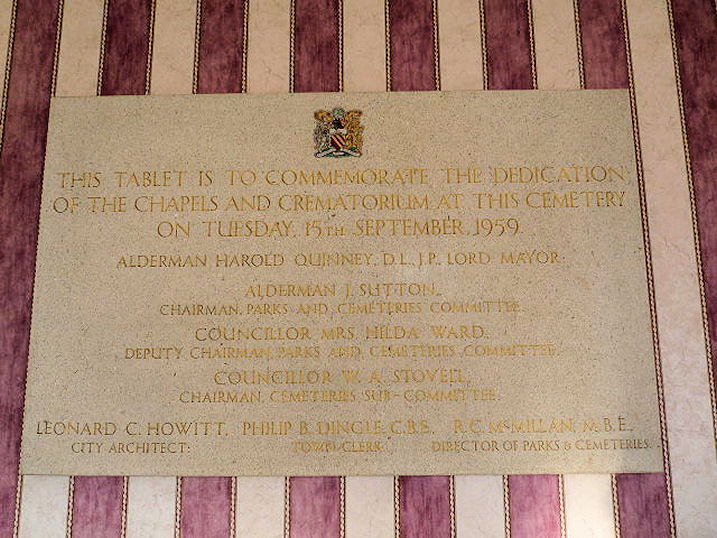 THIS TABLET IS TO COMMEMORATE THE DEDICATION
OF THE CHAPELS AND CREMATORIUM AT THIS CEMETERY
ON TUESDAY, 15TH SEPTEMBER, 1959.
ALDERMAN HAROLD QUINNEY, D.L., J.P., LORD MAYOR.
ALDERMAN J. SUTTON,
CHAIRMAN, PARKS AND CEMETERIES COMMITTEE.
COUNCILLOR MRS. HILDA WARD,
DEPUTY CHAIRMAN, PARKS AND CEMETERIES COMMITTEE.
COUNCILLOR W. A. STOVELL,
CHAIRMAN, CEMETERIES SUB-COMMITTEE.
LEONARD C. HOWITT, PHILIP B. DINGLE, C.B.E., R.C. McMILLAN, M.B.E.,
CITY ARCHITECT. TOWN CLERK. DIRECTOR OF PARKS & CEMETERIES.